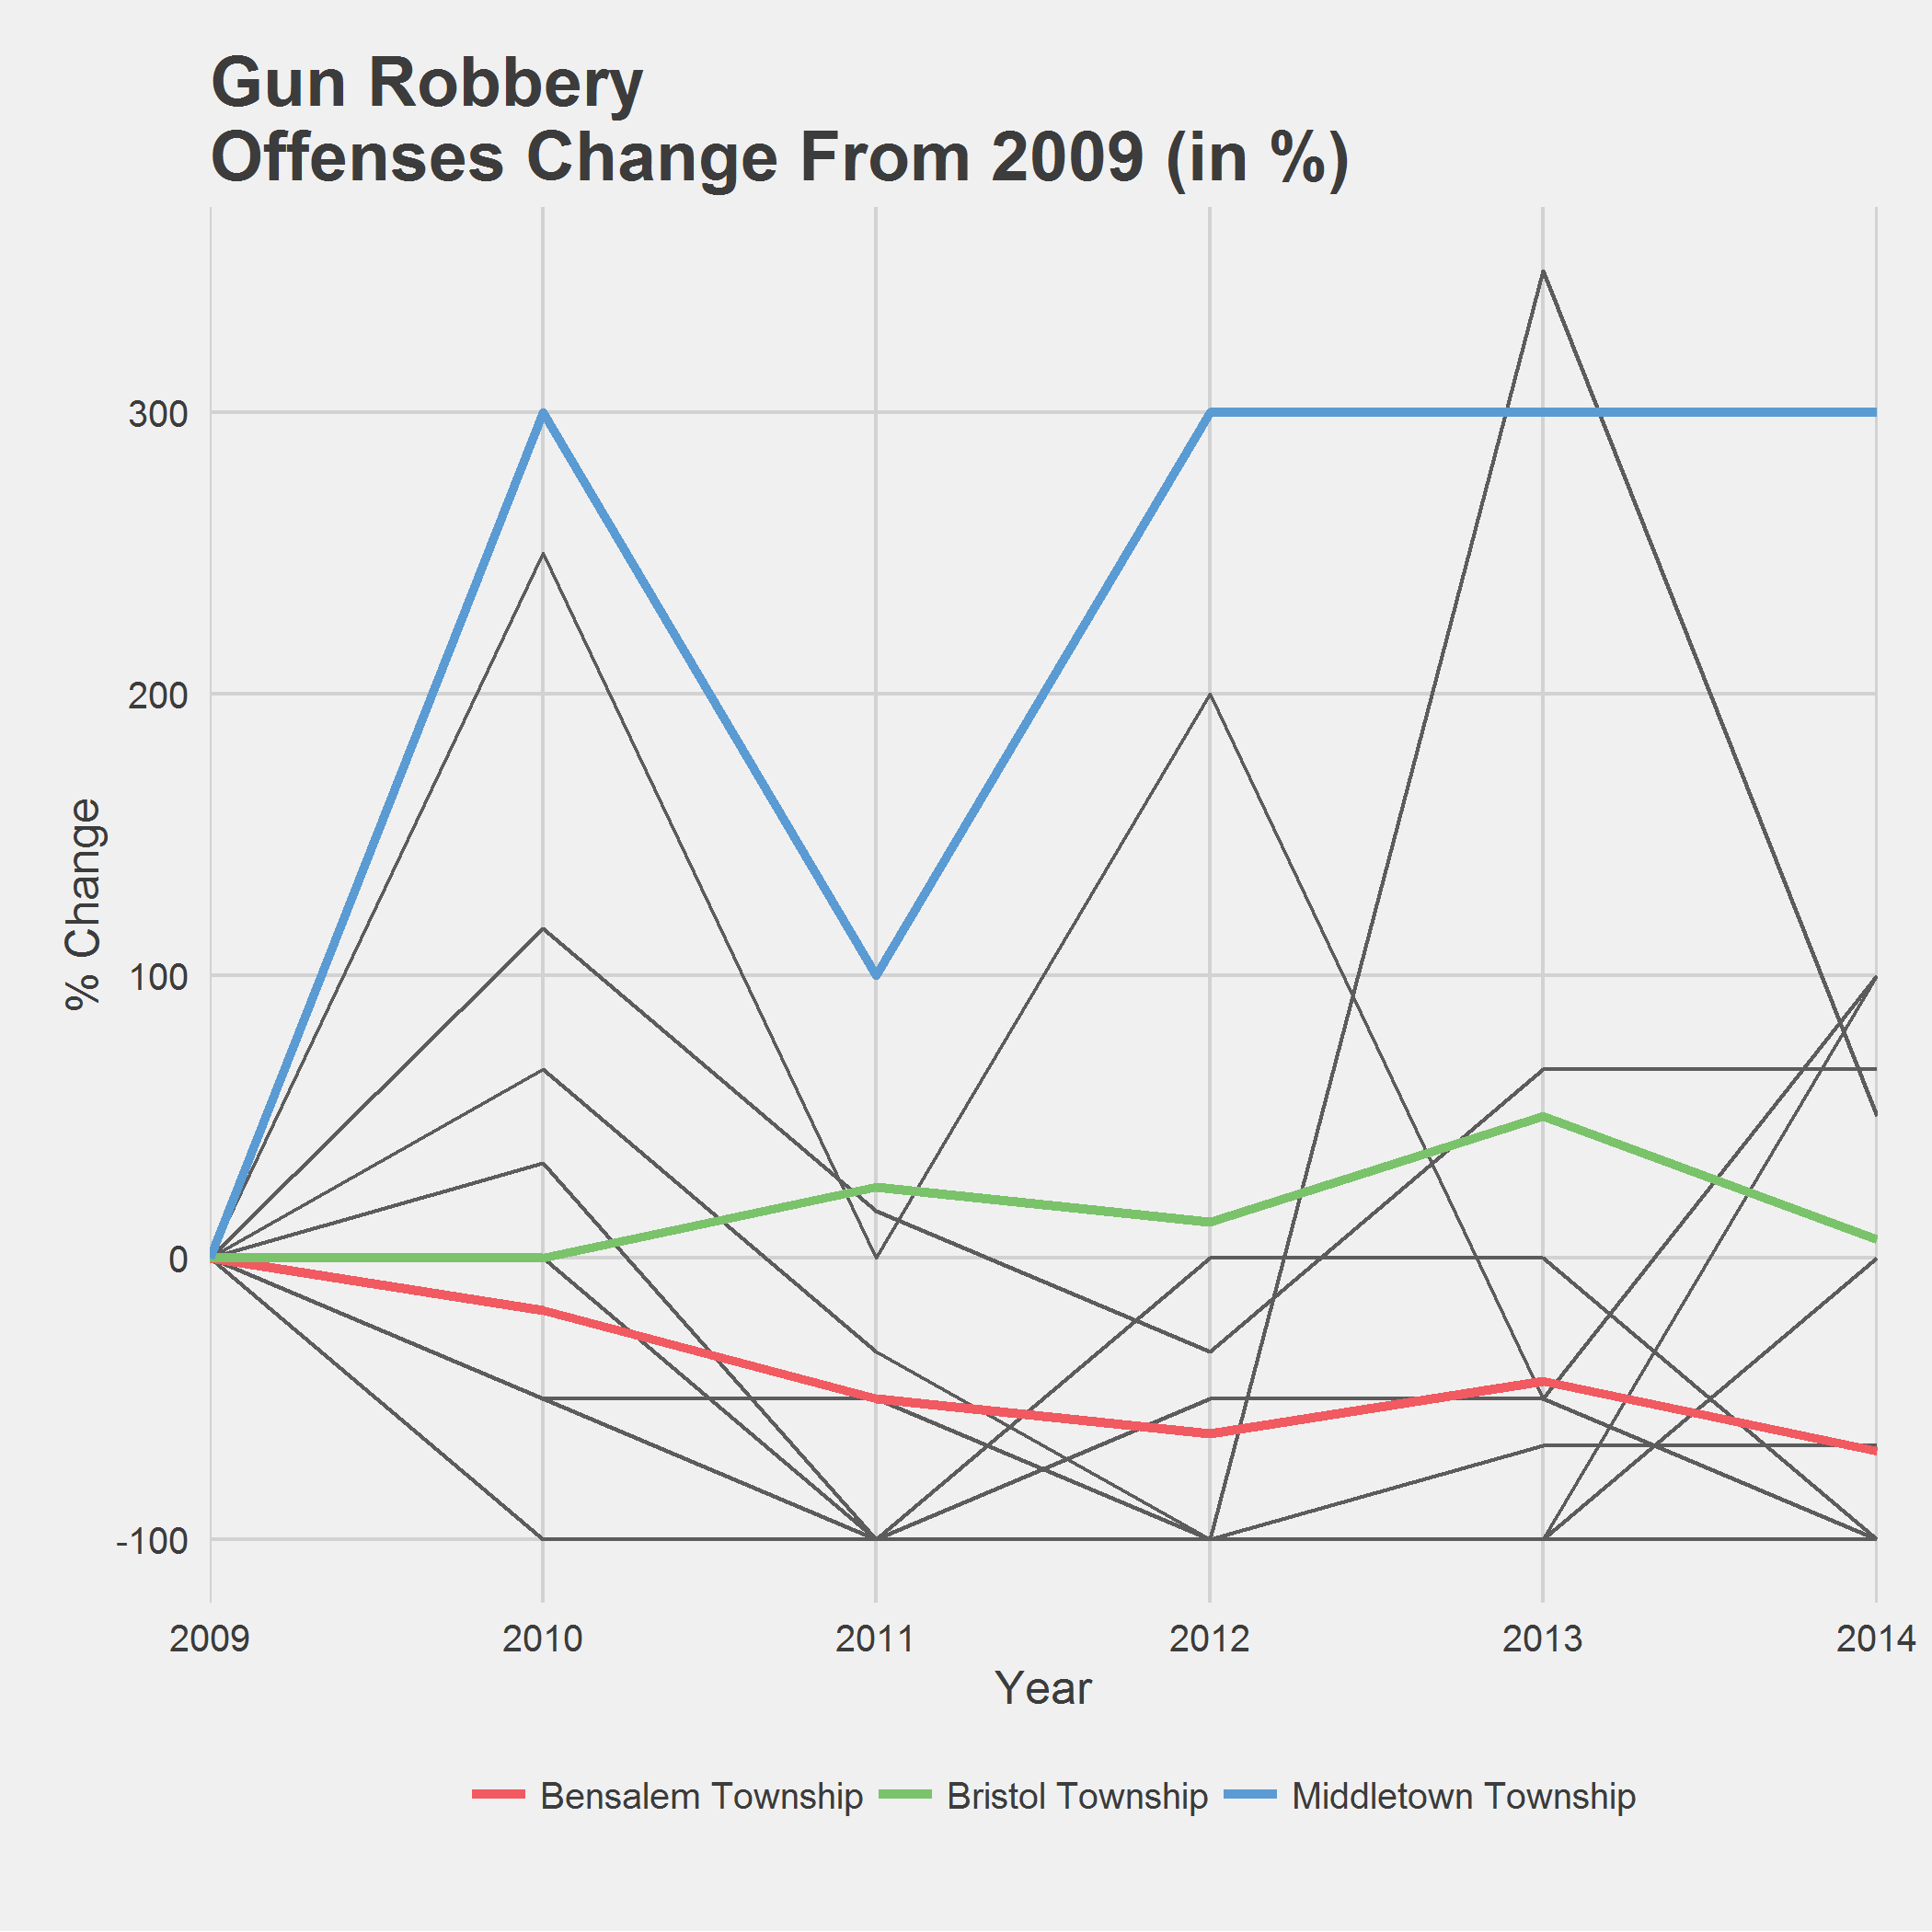 Gun Robbery
Offenses Change From 2009 (in %)
% Change
300
200
100
0
-100
2009 2010 2011 2012 2013 2014
Year
Bensalem Township Bristol Township Middletown Township